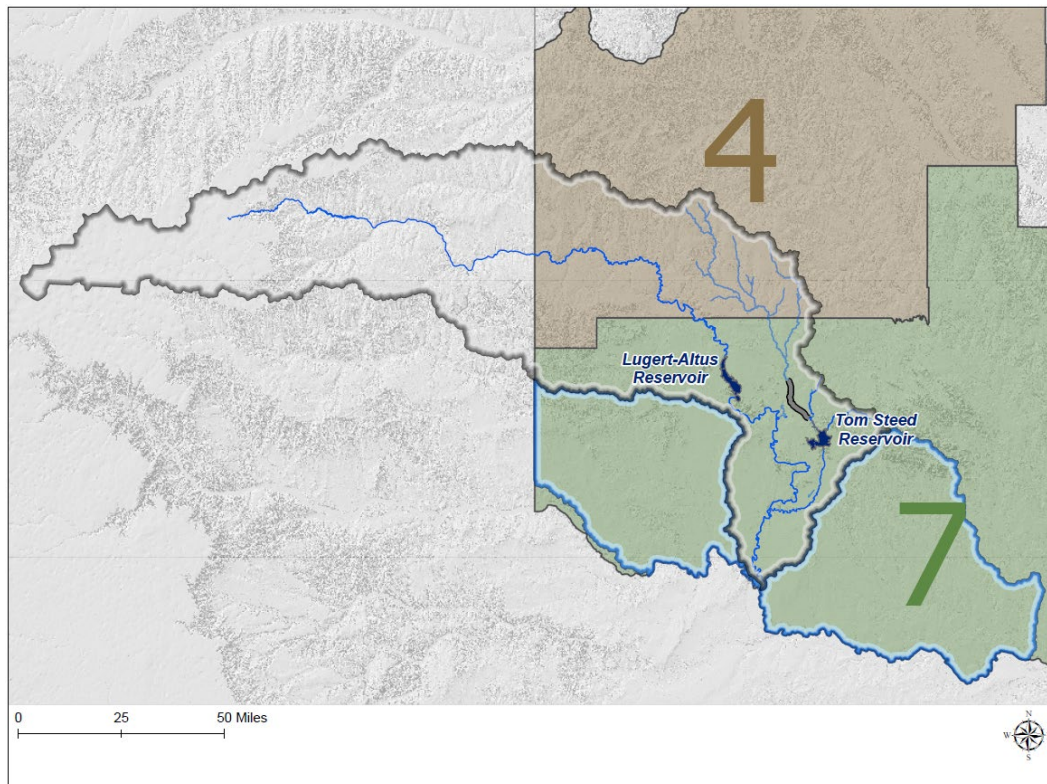 4
Lugert-Altus
Reservoir
Tom Steed
Reservoir
7
0 25 50 Miles
N
W E
S